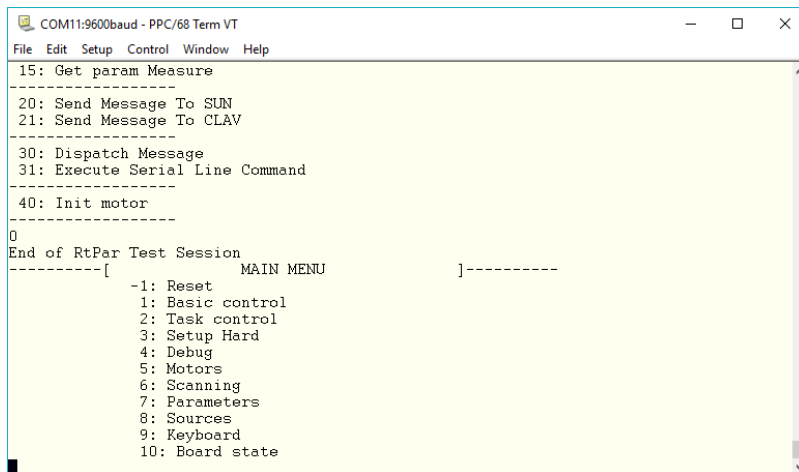 COM11:9600baud - PPC/68 Term VT
File Edit Setup Control Window Help
15: Get param Measure
------------------
20: Send Message To SUN
21: Send Message To CLAV
------------------
30: Dispatch Message
31: Execute Serial Line Command
------------------
40: Init motor
------------------
0
End of RtPar Test Session
----------[ MAIN MENU ]----------
-1: Reset
1: Basic control
2: Task control
3: Setup Hard
4: Debug
5: Motors
6: Scanning
7: Parameters
8: Sources
9: Keyboard
10: Board state